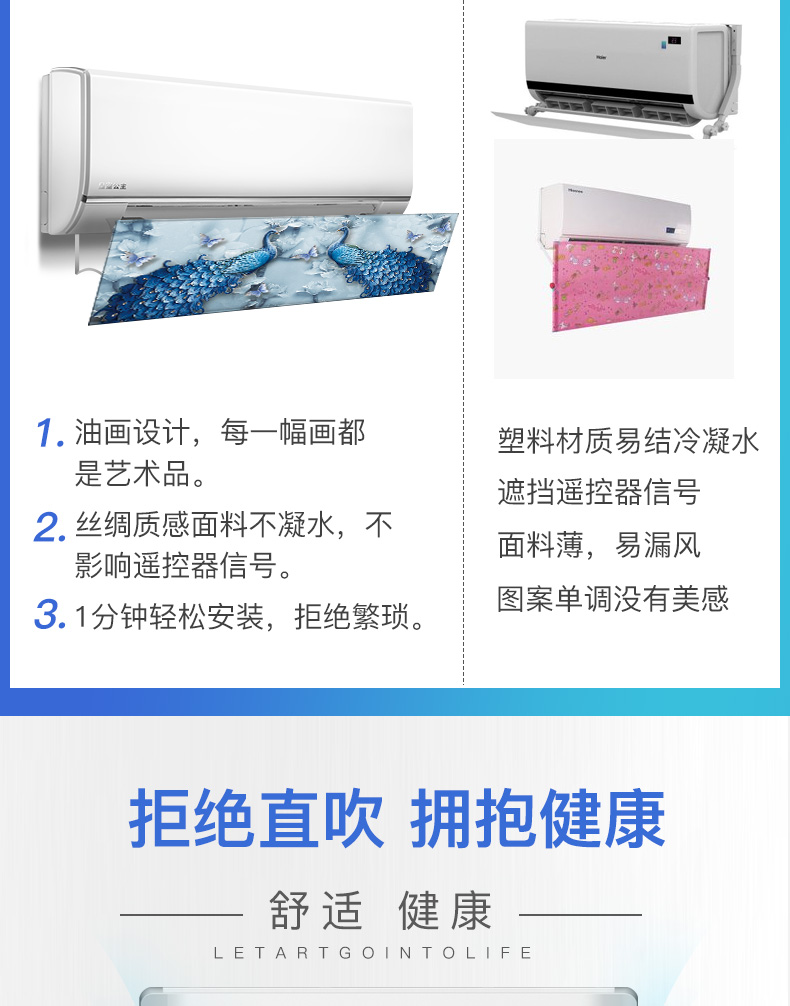 Haier
Hisense
1. 油画设计，每一幅画都
是艺术品。
2. 丝绸质感面料不凝水，不
影响遥控器信号。
3. 1分钟轻松安装，拒绝繁琐。
塑料材质易结冷凝水
遮挡遥控器信号
面料薄，易漏风
图案单调没有美感
拒绝直吹 拥抱健康
舒适 健康
LETARTGOINTOLIFE